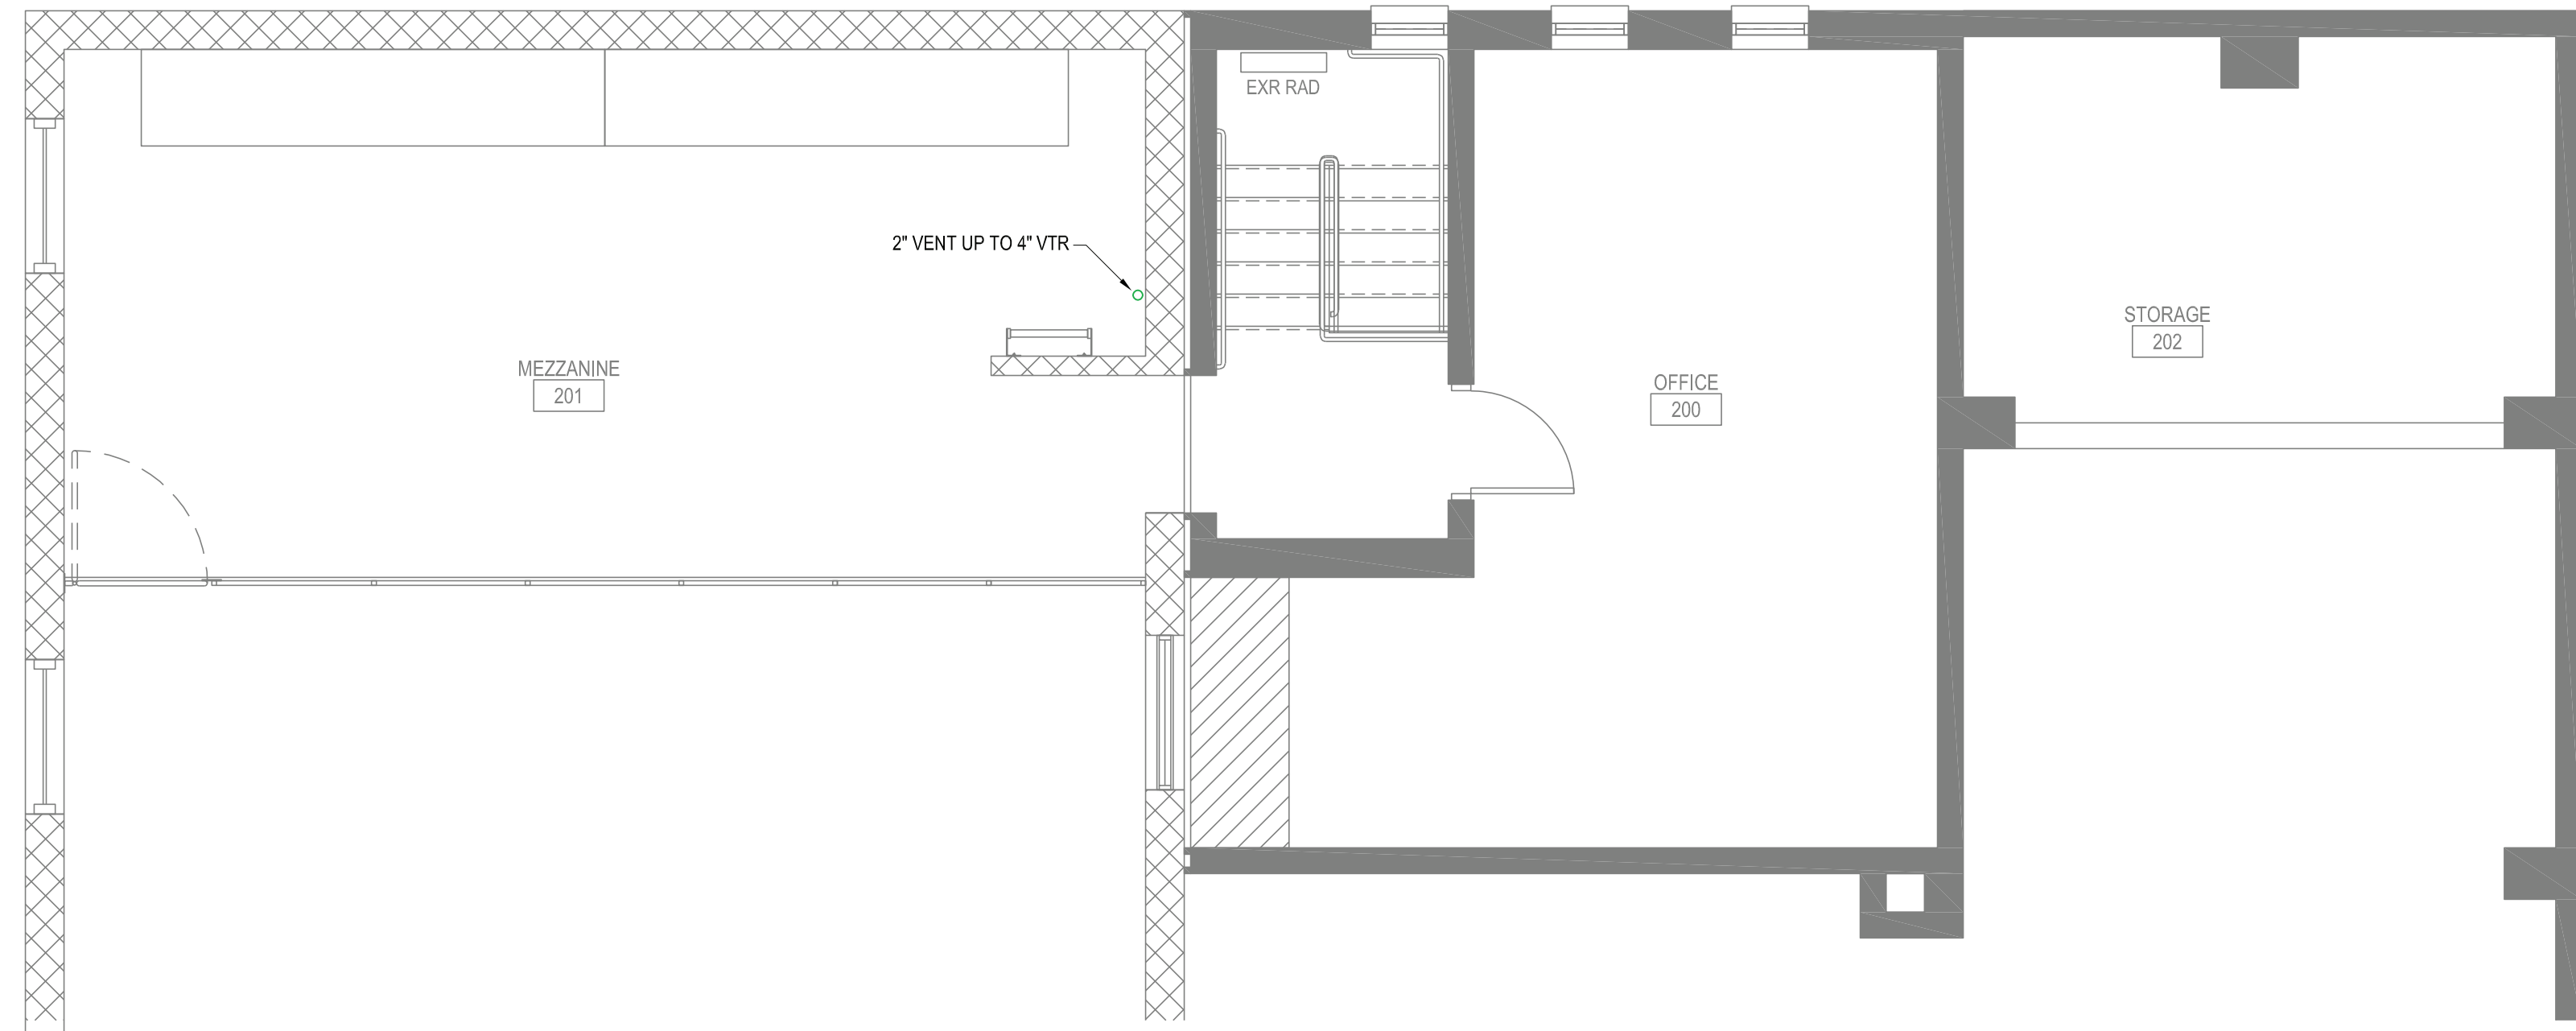 EXR RAD
2" VENT UP TO 4" VTR
STORAGE
202
MEZZANINE
201
OFFICE
200